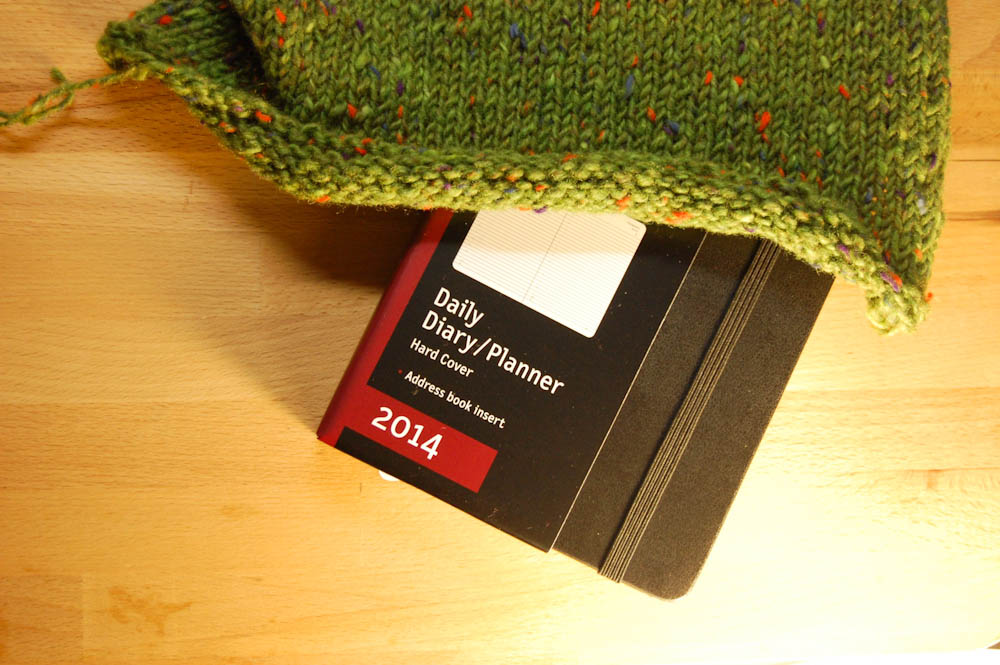 Daily
Diary/Planner
Hard Cover
Address book insert
2014